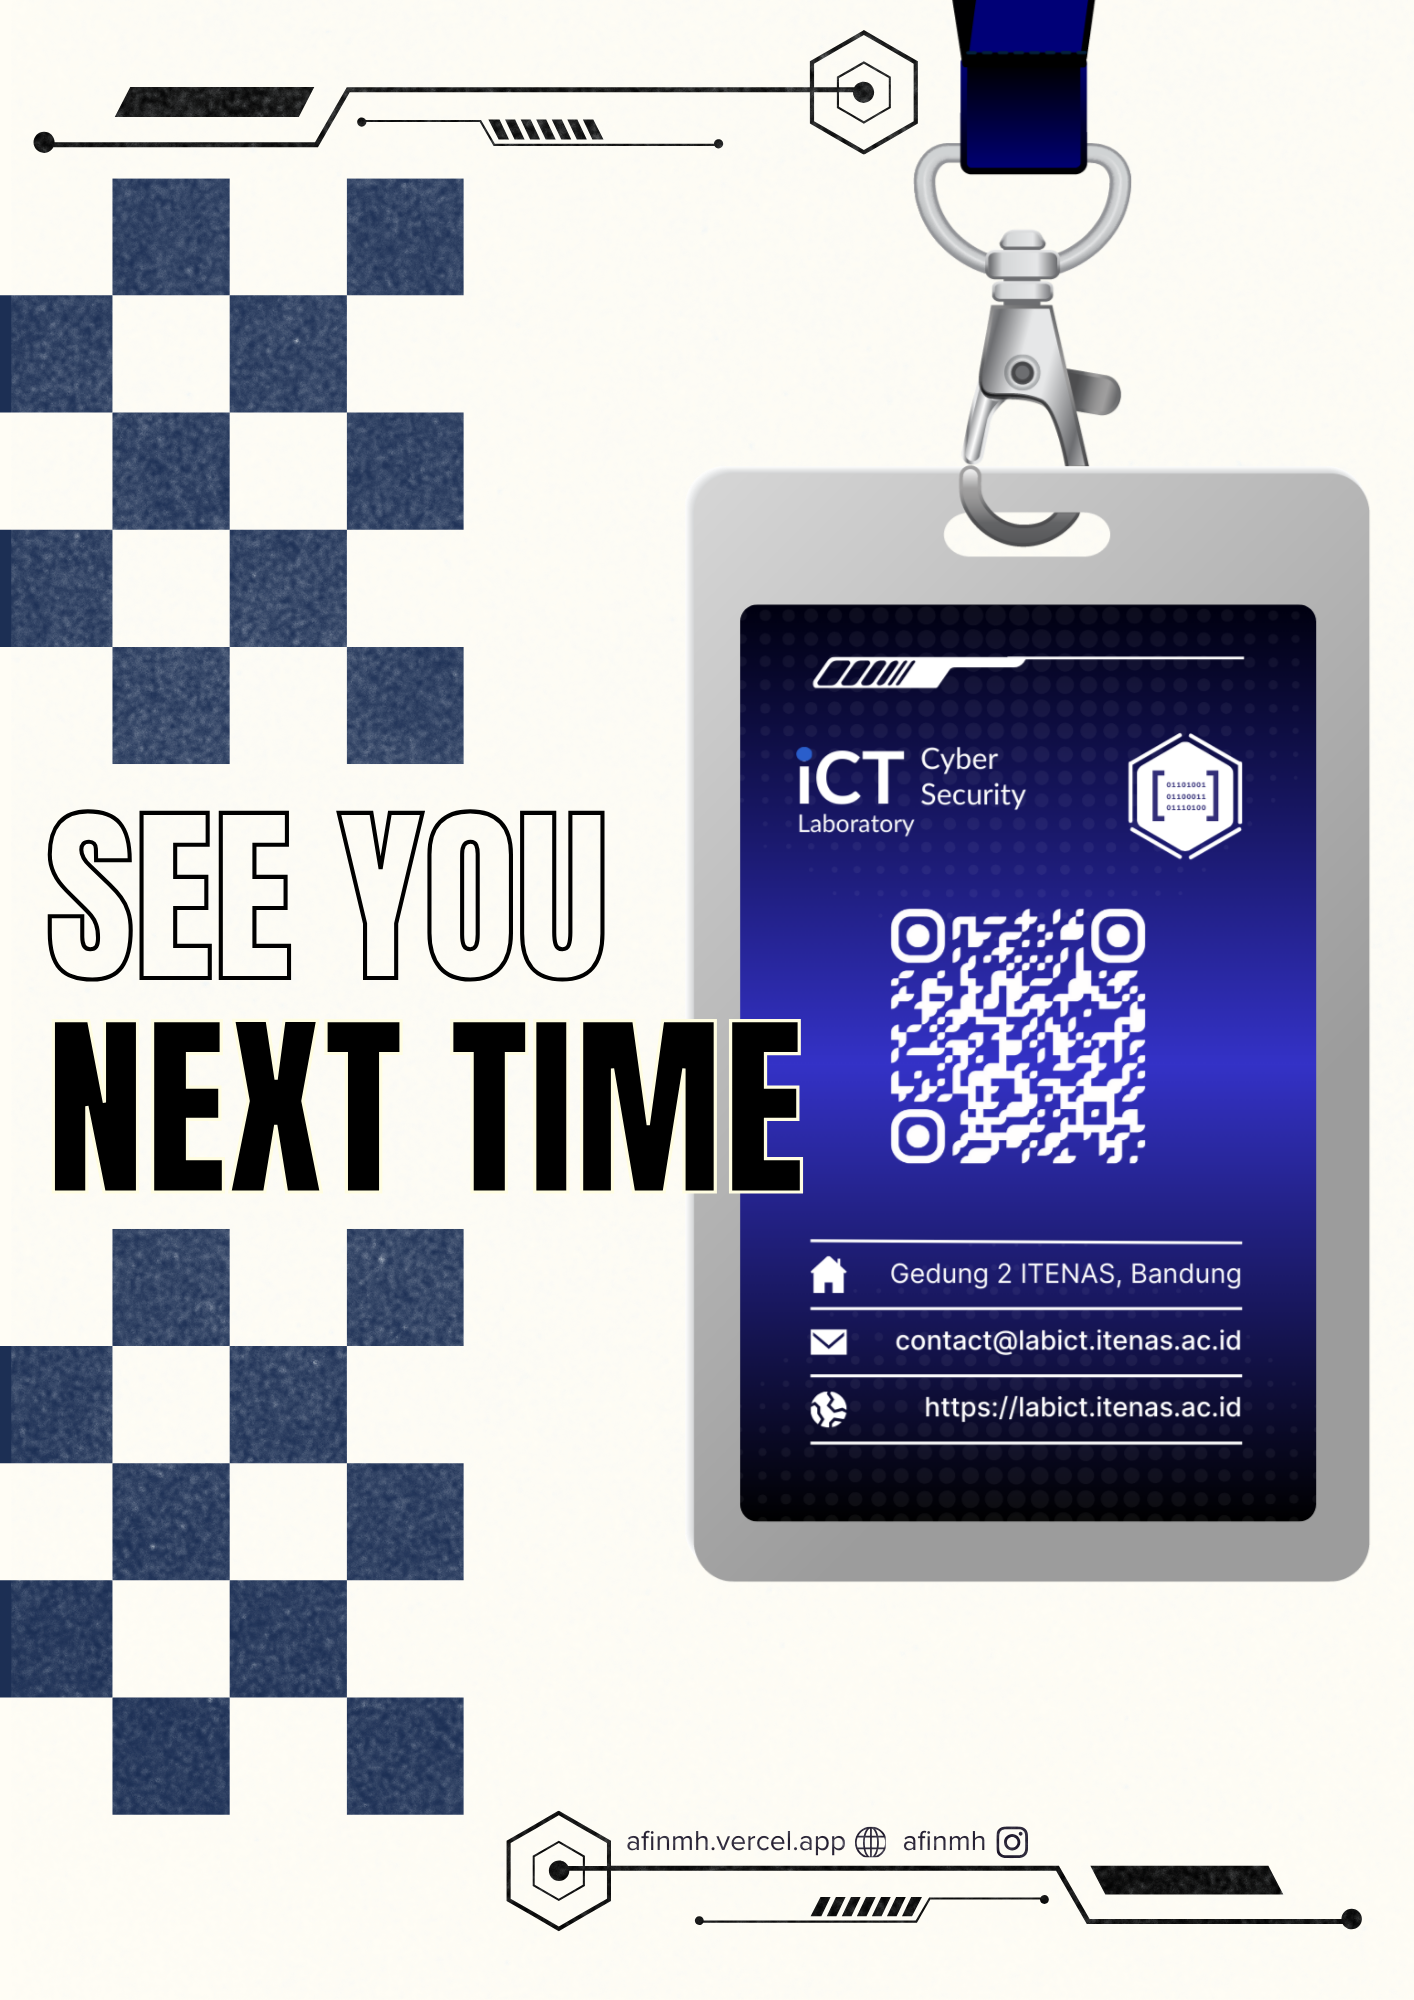 iCT Cyber
Security
Laboratory
[01101001
01100011
01110100]
SEE YOU
NEXT TIME
Gedung 2 ITENAS, Bandung
contact@labict.itenas.ac.id
https://labict.itenas.ac.id
afinmh.vercel.app afinmh